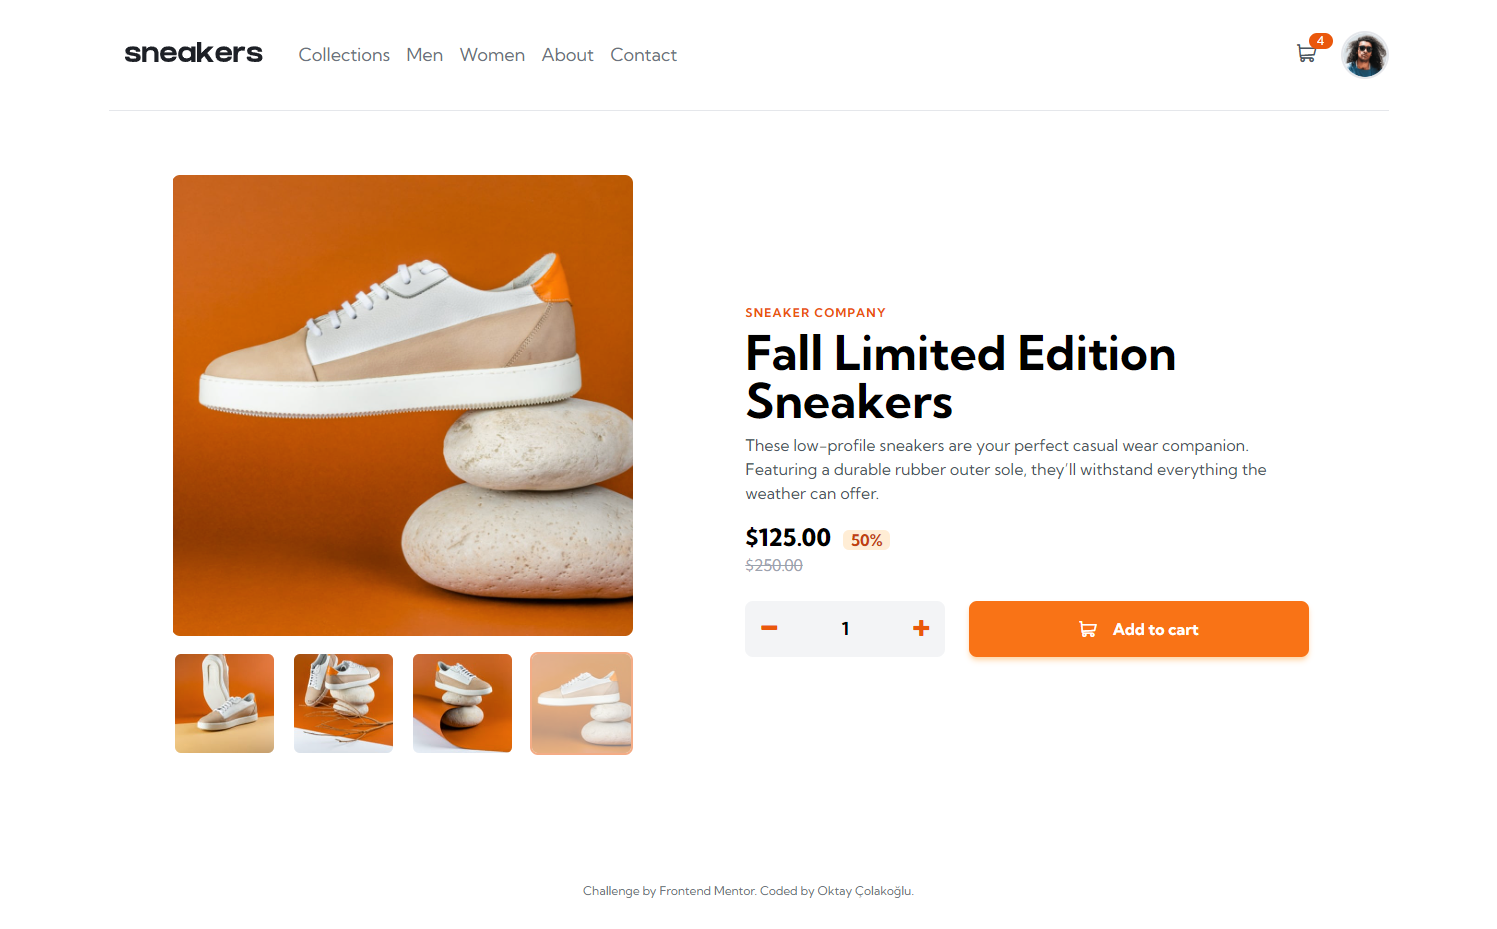 sneakers Collections Men Women About Contact 4
SNEAKER COMPANY
Fall Limited Edition
Sneakers
These low-profile sneakers are your perfect casual wear companion.
Featuring a durable rubber outer sole, they'll withstand everything the
weather can offer.
$125.00 50%
$250.00
1 Add to cart
Challenge by Frontend Mentor. Coded by Oktay Çolakoğlu.